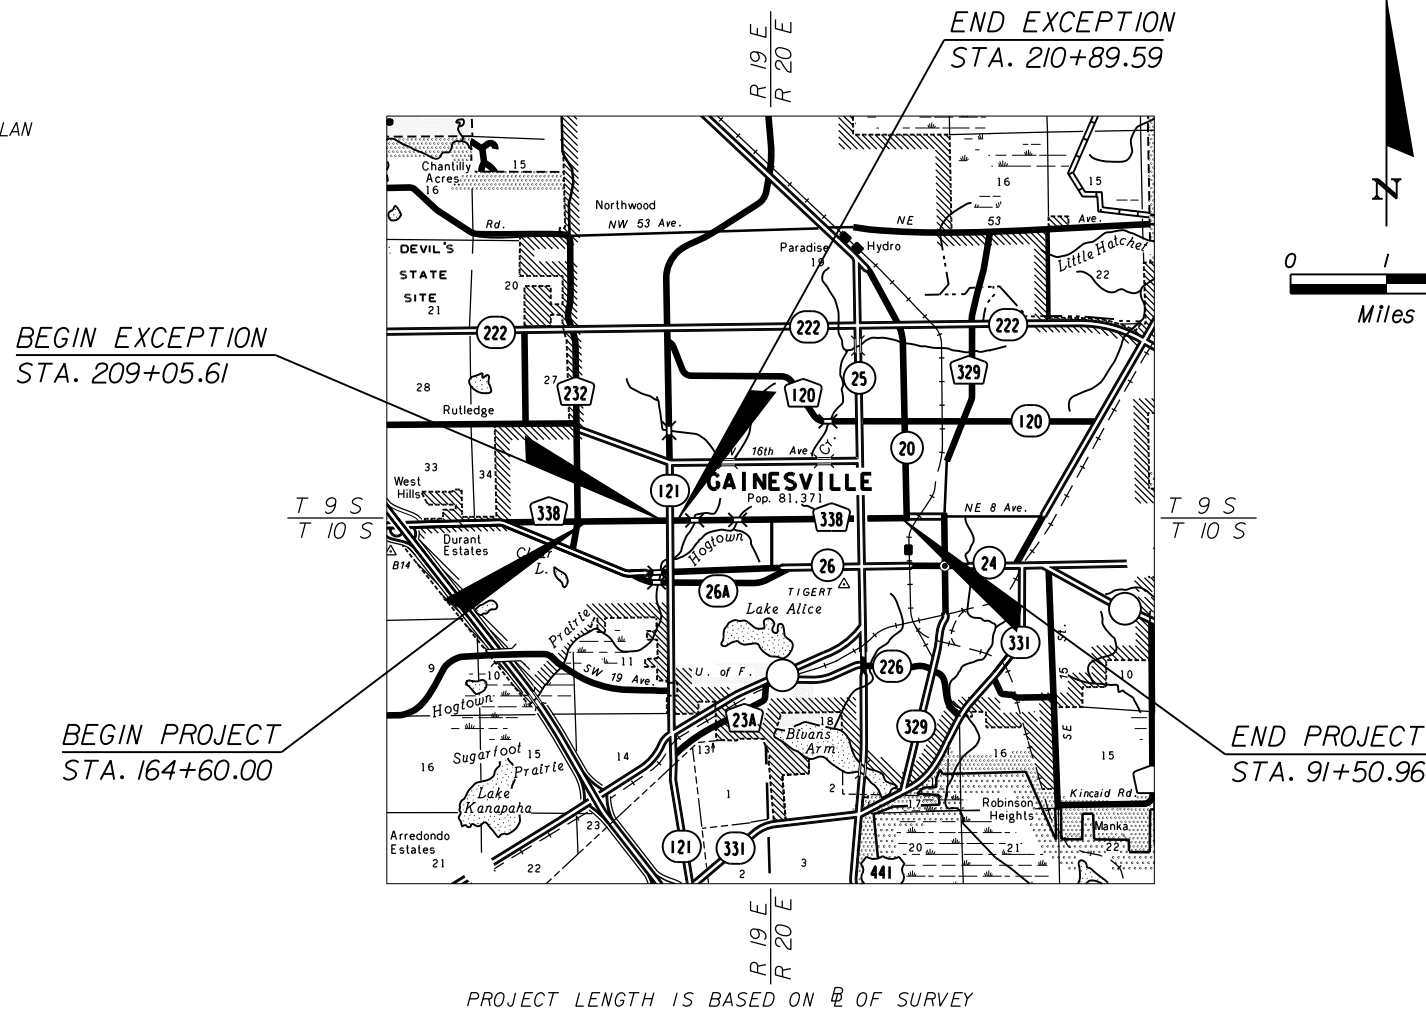 END EXCEPTION
STA. 210+89.59
R 19 E
R 20 E
LAN
N
0 1
Miles
BEGIN EXCEPTION
STA. 209+05.61
T 9 S
T 10 S
T 9 S
T 10 S
BEGIN PROJECT
STA. 164+60.00
END PROJECT
STA. 91+50.96
R 19 E
R 20 E
PROJECT LENGTH IS BASED ON BL OF SURVEY
Chantilly
Acres
16
15
Rd.
Northwood
NW 53 Ave.
NE 53 Ave.
16
15
Paradise
19
Hydro
Little Hatchet
22
DEVIL'S
STATE
SITE
21
20
222
222
222
28
27
232
Rutledge
120
25
329
120
20
16th Ave.
Cr.
33
34
West
Hills
121
GAINESVILLE
Pop. 81,371
338
338
NE 8 Ave.
Durant
Estates
B14
L.
Hogtown
26
24
26A
TIGERT
Lake Alice
Prairie
331
11
9
10
SW 19 Ave.
U. of F.
226
St.
15
10
Hogtown
23A
18
329
SE
Bivans
Arm
Sugarfoot
Prairie
15
14
13
16
15
16
Lake
Kanapaha
1
2
17
Robinson
Heights
Kincaid Rd.
23
Manka
Arredondo
Estates
21
22
121
331
2
3
441
20
21
22